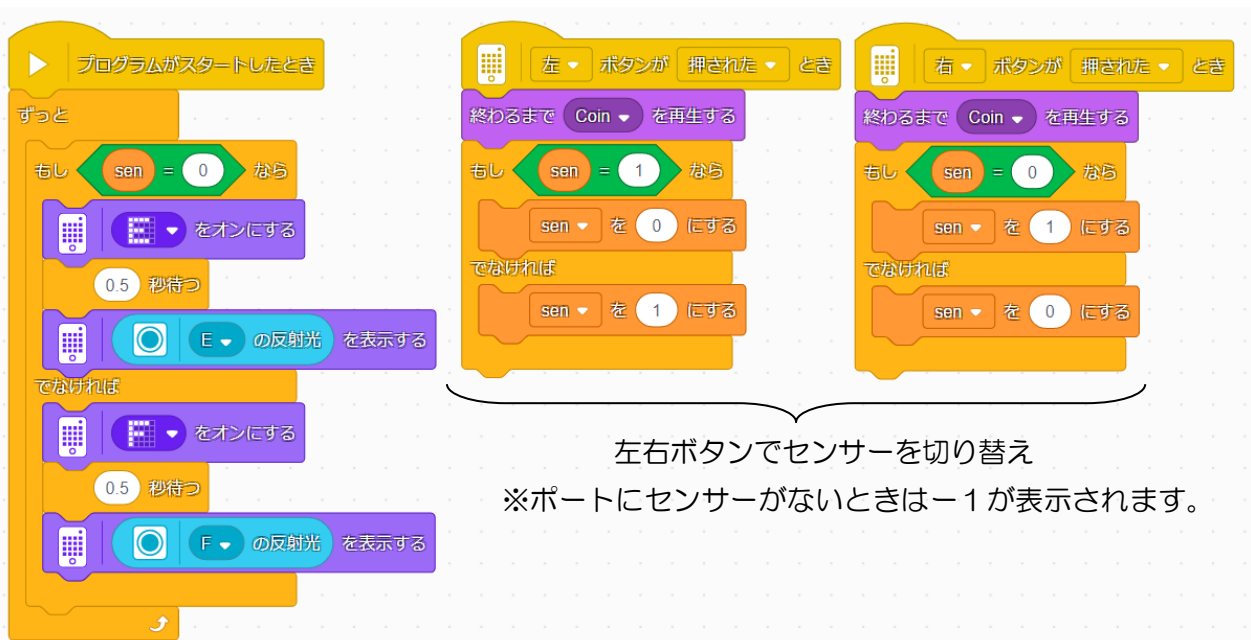 プログラムがスタートしたとき
ずっと
もし sen = 0 なら
をオンにする
0.5 秒待つ
E の反射光 を表示する
でなければ
をオンにする
0.5 秒待つ
F の反射光 を表示する
左 ボタンが 押された とき
終わるまで Coin を再生する
もし sen = 1 なら
sen を 0 にする
でなければ
sen を 1 にする
右 ボタンが 押された とき
終わるまで Coin を再生する
もし sen = 0 なら
sen を 1 にする
でなければ
sen を 0 にする
左右ボタンでセンサーを切り替え
※ポートにセンサーがないときはー１が表示されます。